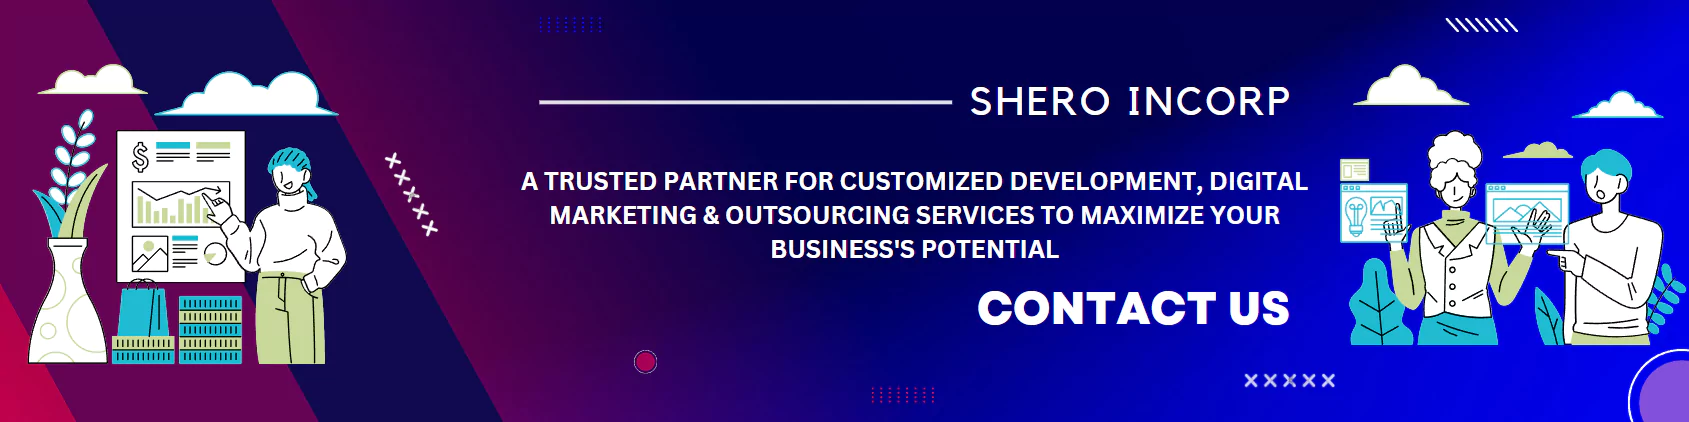 SHERO INCORP
A TRUSTED PARTNER FOR CUSTOMIZED DEVELOPMENT, DIGITAL
MARKETING & OUTSOURCING SERVICES TO MAXIMIZE YOUR
BUSINESS'S POTENTIAL
CONTACT US
$